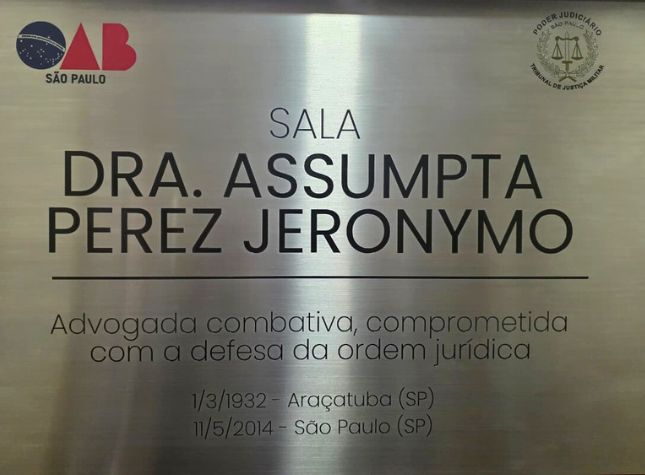 OAB
SÃO PAULO
PODER JUDICIÁRIO
SÃO PAULO
TRIBUNAL DE JUSTIÇA MILITAR
SALA
DRA. ASSUMPTA
PEREZ JERONYMO
Advogada combativa, comprometida
com a defesa da ordem jurídica
1/3/1932 - Araçatuba (SP)
11/5/2014 - São Paulo (SP)